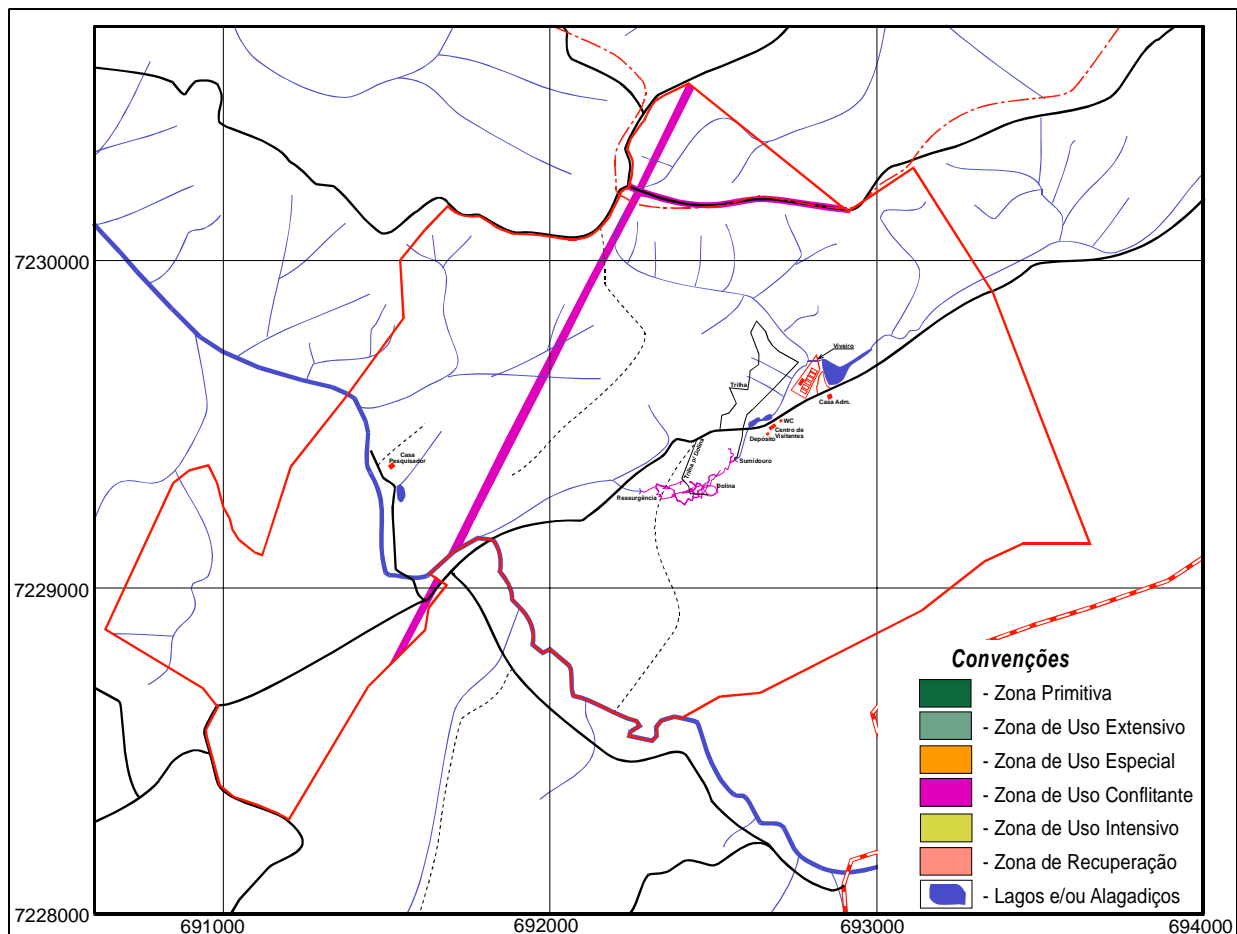 7230000
7229000
7228000
691000
692000
693000
694000
Viveiro
Trilha
Casa Adm.
WC
Centro de
Visitantes
Depósito
Casa
Pesquisador
Trilha p/ Dolina
Sumidouro
Dolina
Ressurgência
Convenções
- Zona Primitiva
- Zona de Uso Extensivo
- Zona de Uso Especial
- Zona de Uso Conflitante
- Zona de Uso Intensivo
- Zona de Recuperação
- Lagos e/ou Alagadiços